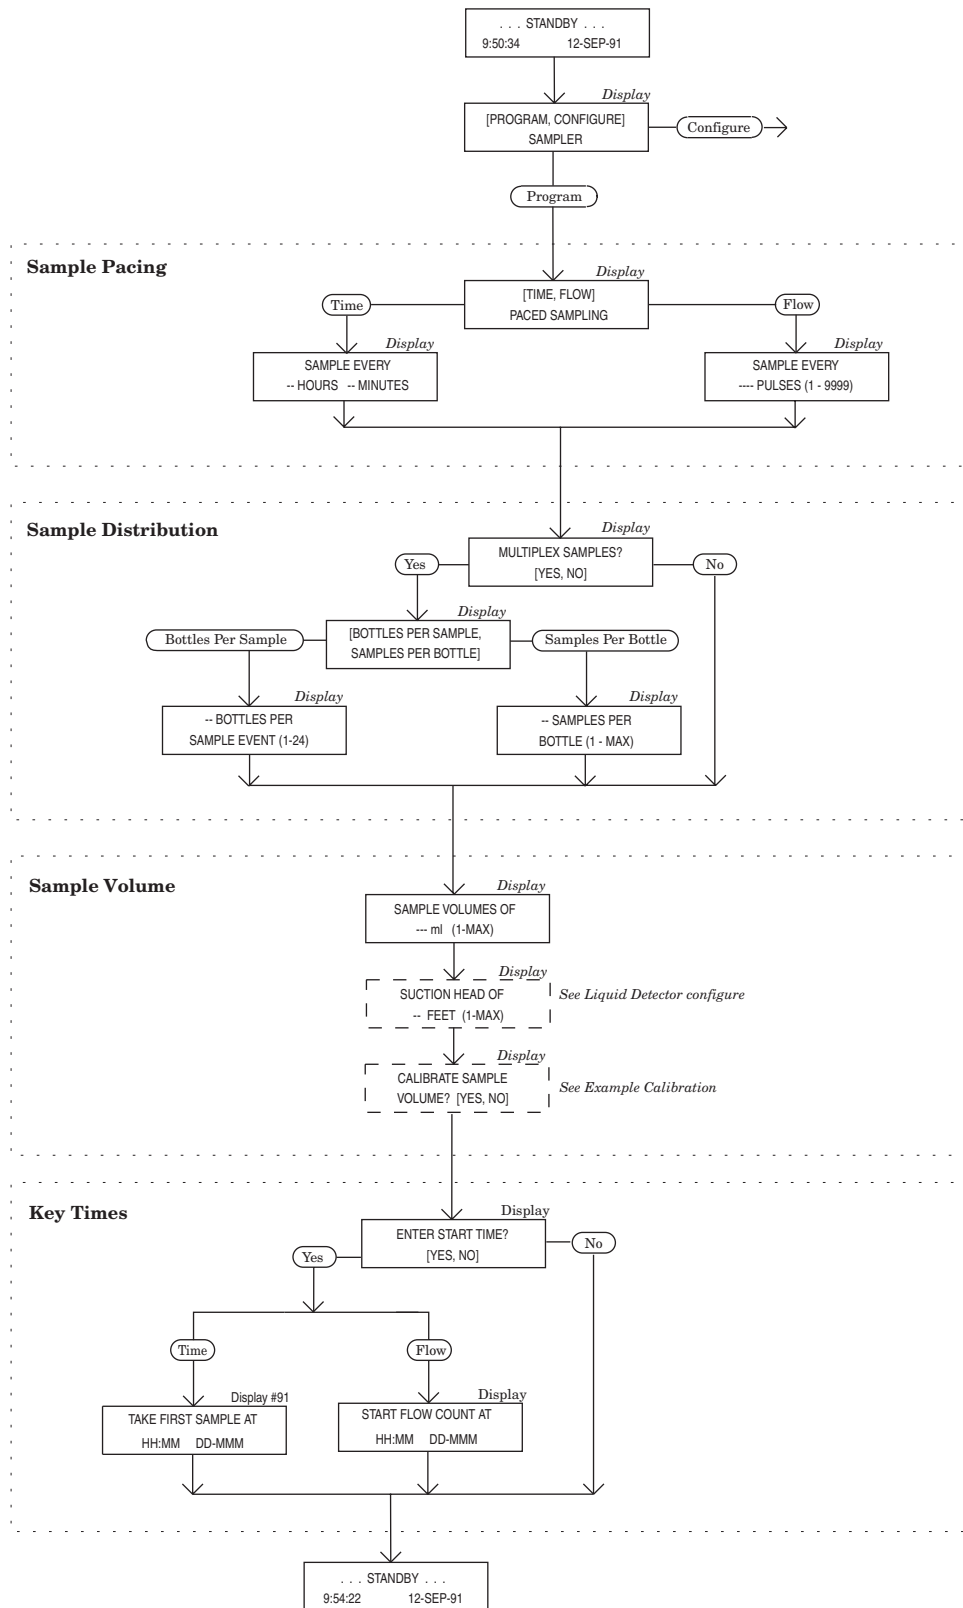 . . . STANDBY . . .
9:50:34 12-SEP-91
Display
[PROGRAM, CONFIGURE]
SAMPLER
Configure
Program
Sample Pacing
Display
[TIME, FLOW]
PACED SAMPLING
Time
Flow
Display
SAMPLE EVERY
-- HOURS -- MINUTES
Display
SAMPLE EVERY
---- PULSES (1 - 9999)
Sample Distribution
Display
MULTIPLEX SAMPLES?
[YES, NO]
Yes
No
Display
[BOTTLES PER SAMPLE,
SAMPLES PER BOTTLE]
Bottles Per Sample
Samples Per Bottle
Display
-- BOTTLES PER
SAMPLE EVENT (1-24)
Display
-- SAMPLES PER
BOTTLE (1 - MAX)
Sample Volume
Display
SAMPLE VOLUMES OF
--- ml (1-MAX)
Display
SUCTION HEAD OF
-- FEET (1-MAX)
See Liquid Detector configure
Display
CALIBRATE SAMPLE
VOLUME? [YES, NO]
See Example Calibration
Key Times
Display
ENTER START TIME?
[YES, NO]
Yes
No
Time
Flow
Display #91
TAKE FIRST SAMPLE AT
HH:MM DD-MMM
Display
START FLOW COUNT AT
HH:MM DD-MMM
. . . STANDBY . . .
9:54:22 12-SEP-91